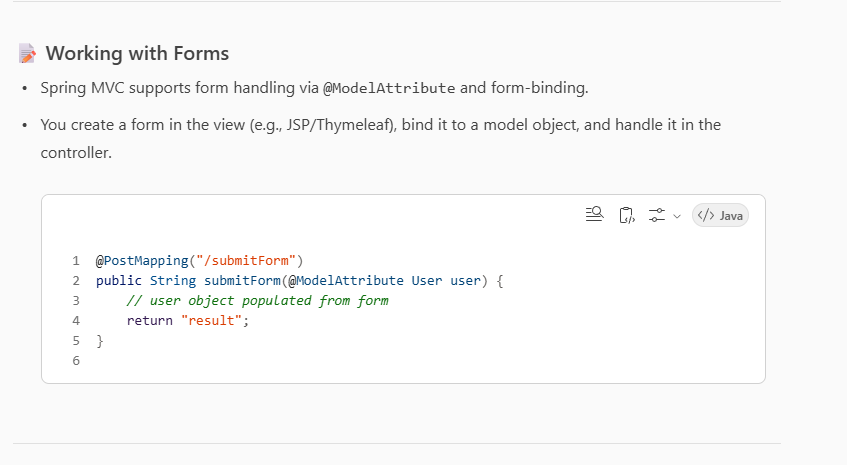 📝 Working with Forms
• Spring MVC supports form handling via @ModelAttribute and form-binding.
• You create a form in the view (e.g., JSP/Thymeleaf), bind it to a model object, and handle it in the
controller.
</> Java
1 @PostMapping("/submitForm")
2 public String submitForm(@ModelAttribute User user) {
3     // user object populated from form
4     return "result";
5 }
6